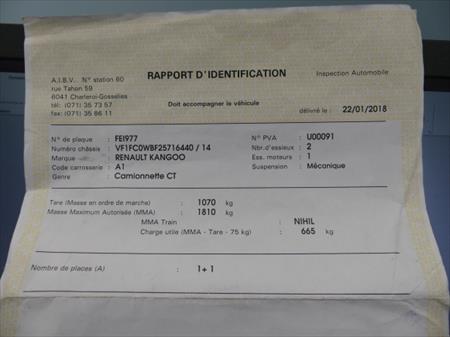 A.I.B.V. N° station 60
rue Tahon 59
6041 Charleroi-Gosselies
tél: (071) 35 73 57
fax: (071) 35 86 11
RAPPORT D'IDENTIFICATION
Inspection Automobile
Doit accompagner le véhicule
délivré le : 22/01/2018
N° de plaque : FEI977
N° PVA : U00091
Numéro châssis : VF1FC0WBF25716440 / 14
Nbr.d'essieux : 2
Marque : RENAULT KANGOO
Ess. moteurs : 1
Code carrosserie : A1
Suspension : Mécanique
Genre : Camionnette CT
Tare (Masse en ordre de marche) : 1070 kg
Masse Maximum Autorisée (MMA) : 1810 kg
MMA Train : NIHIL
Charge utile (MMA - Tare - 75 kg) : 665 kg
Nombre de places (A) : 1+ 1